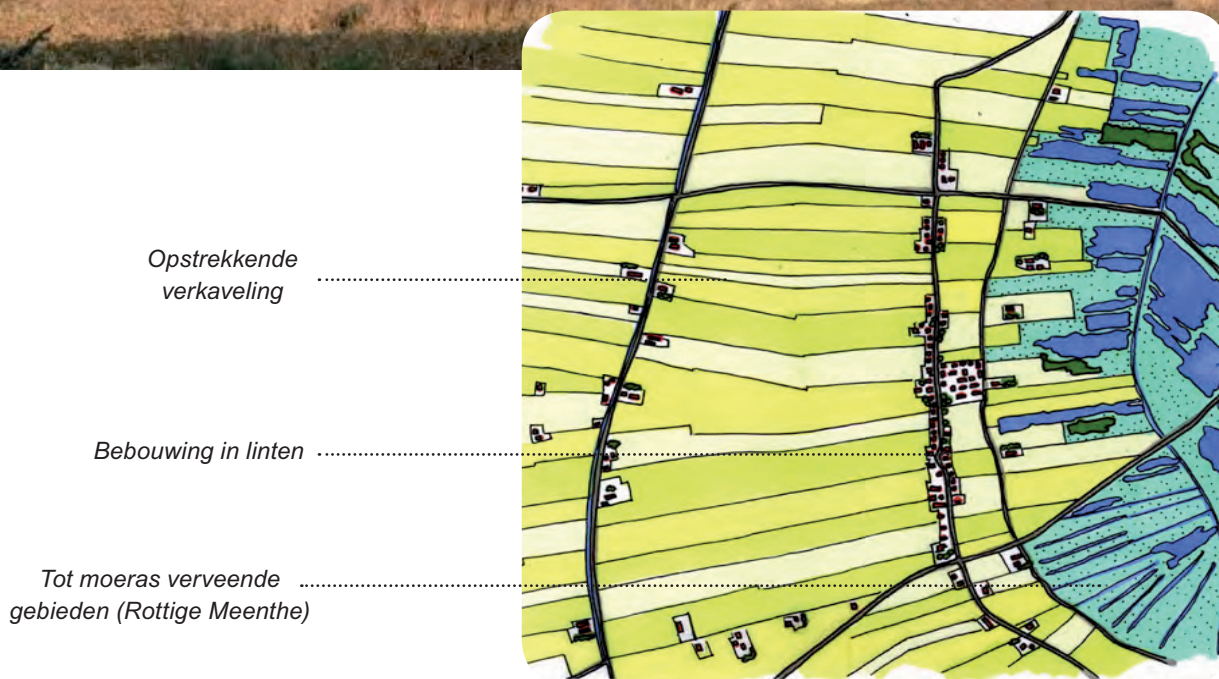 Opstrekkende
verkaveling
Bebouwing in linten
Tot moeras verveende
gebieden (Rottige Meenthe)